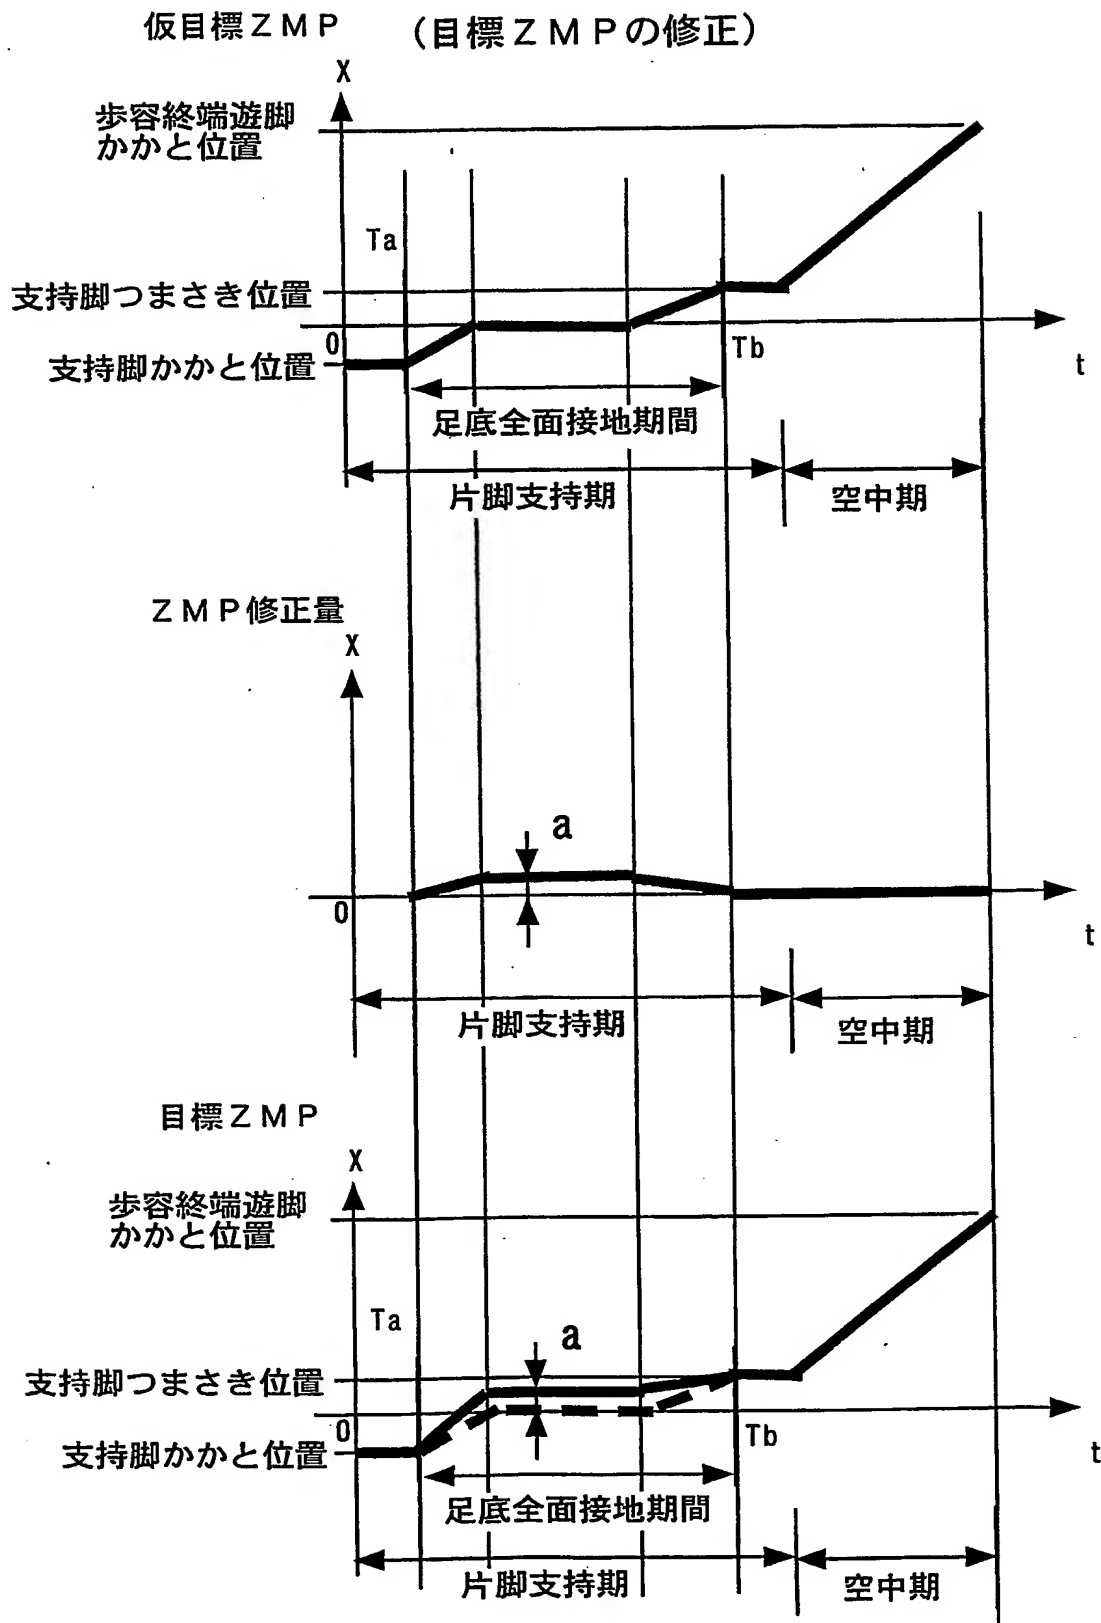 仮目標ZMP (目標ZMPの修正)
X
歩容終端遊脚
かかと位置
Ta
支持脚つまさき位置
0
Tb
支持脚かかと位置
t
足底全面接地期間
片脚支持期
空中期
ZMP修正量
X
a
0
t
片脚支持期
空中期
目標ZMP
X
歩容終端遊脚
かかと位置
Ta
a
支持脚つまさき位置
0
Tb
支持脚かかと位置
t
足底全面接地期間
片脚支持期
空中期